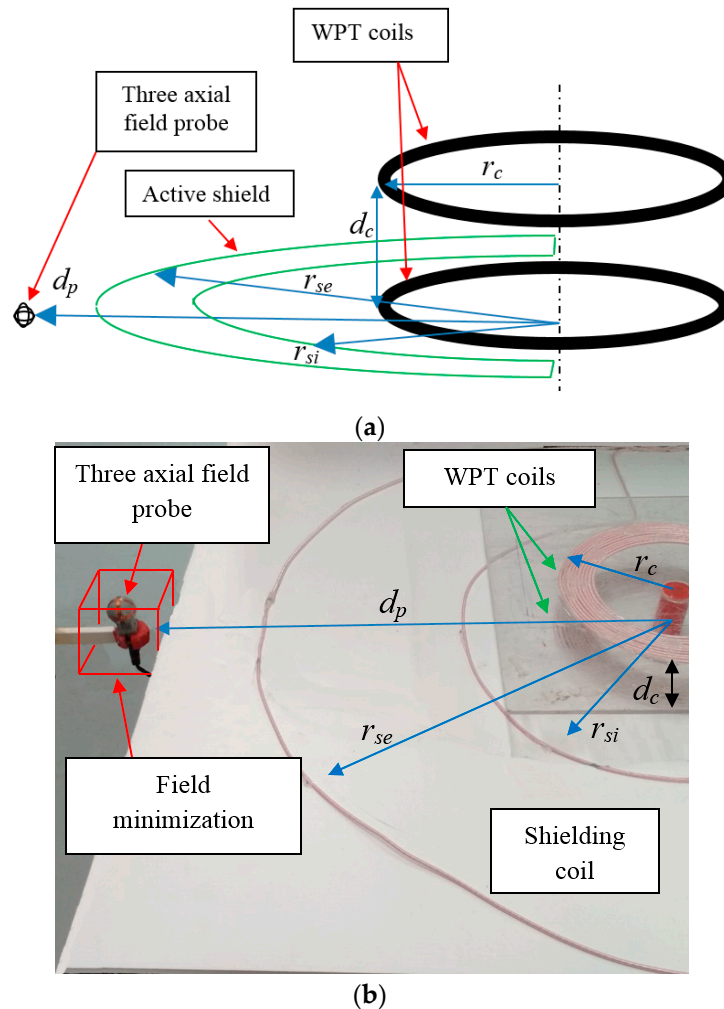 WPT coils
Three axial
field probe
Active shield
r_c
d_c
d_p
r_se
r_si
(a)
Three axial field
probe
WPT coils
r_c
d_p
d_c
r_se
r_si
Field
minimization
Shielding
coil
(b)